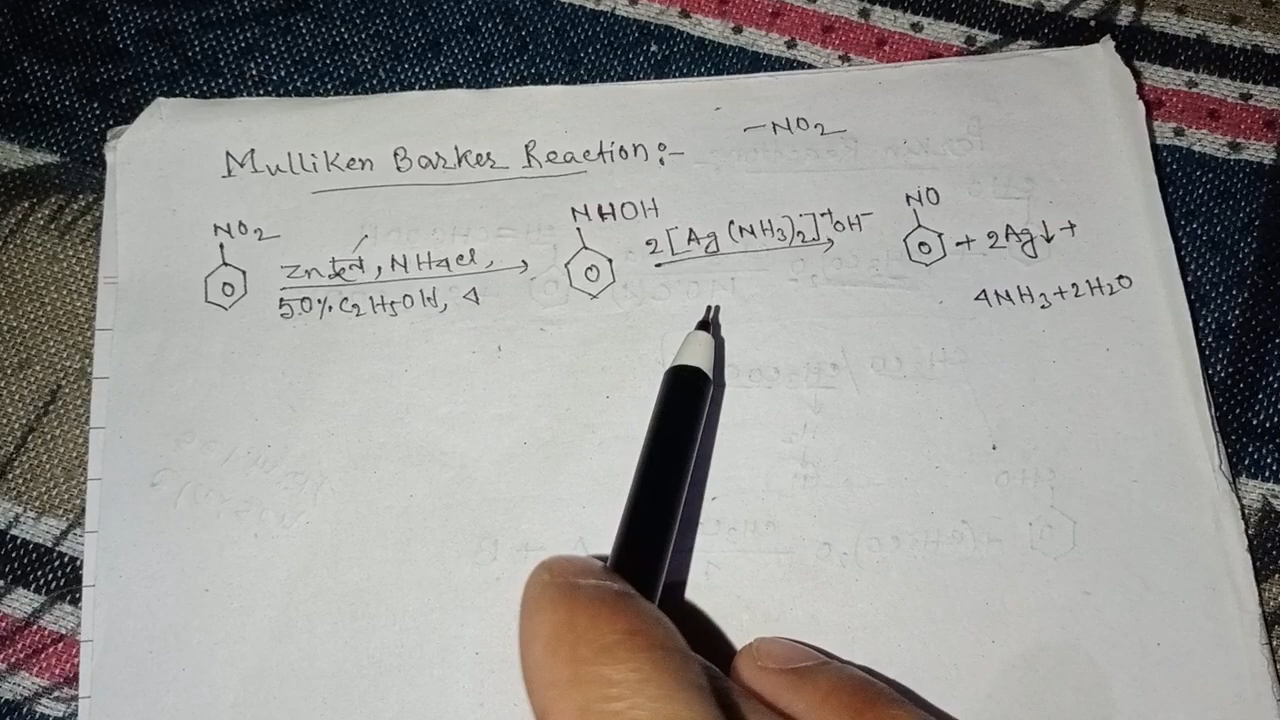 -NO2
Mulliken Barker Reaction:-
NO2
Zn, NH4Cl,
50% C2H5OH, Δ
NHOH
2[Ag(NH3)2]+OH-
NO
+ 2Ag↓ +
4NH3+2H2O